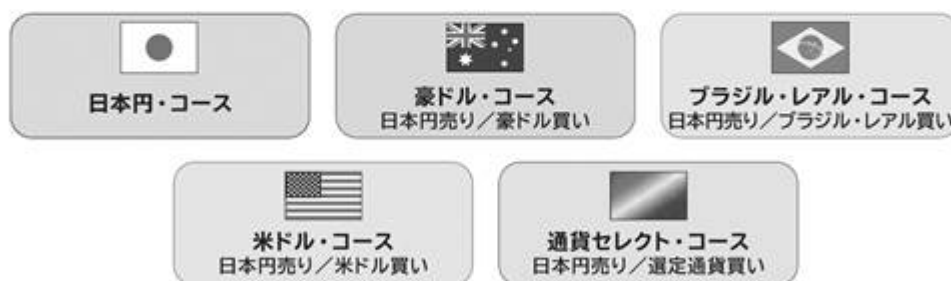 日本円・コース
豪ドル・コース
日本円売り／豪ドル買い
ブラジル・レアル・コース
日本円売り／ブラジル・レアル買い
米ドル・コース
日本円売り／米ドル買い
通貨セレクト・コース
日本円売り／選定通貨買い